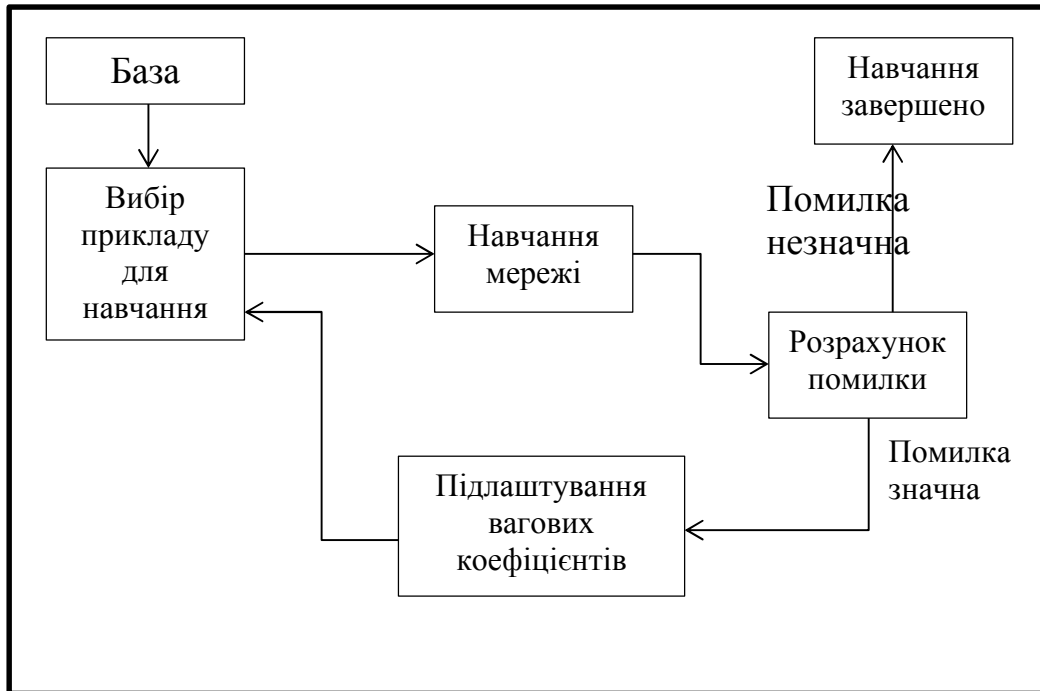 База
Навчання
завершено
Вибір
прикладу
для
навчання
Навчання
мережі
Помилка
незначна
Розрахунок
помилки
Помилка
значна
Підлаштування
вагових
коефіцієнтів